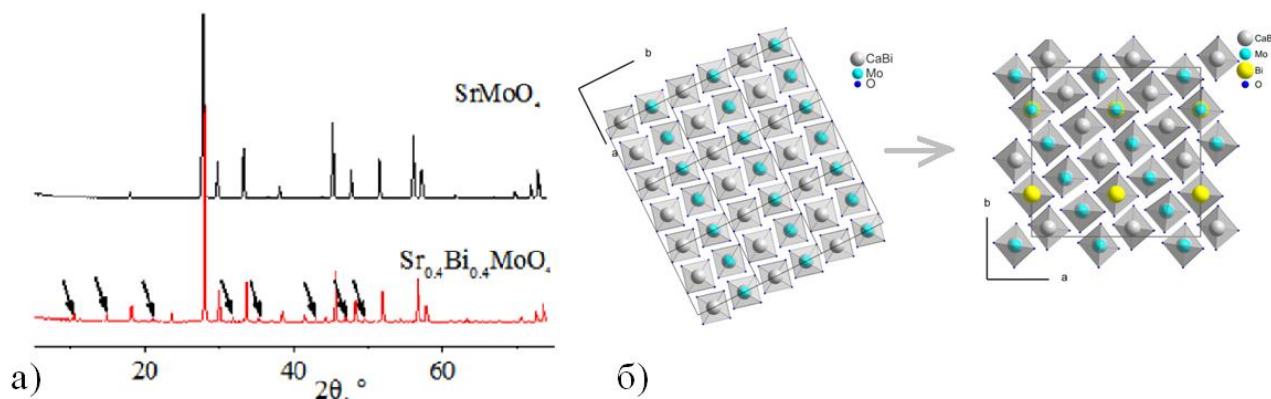 SrMoO₄
Sr₀.₄Bi₀.₄MoO₄
20
40
60
2θ, °
а)
b
a
CaBi
Mo
O
б)
CaBi
Mo
Bi
O
b
a